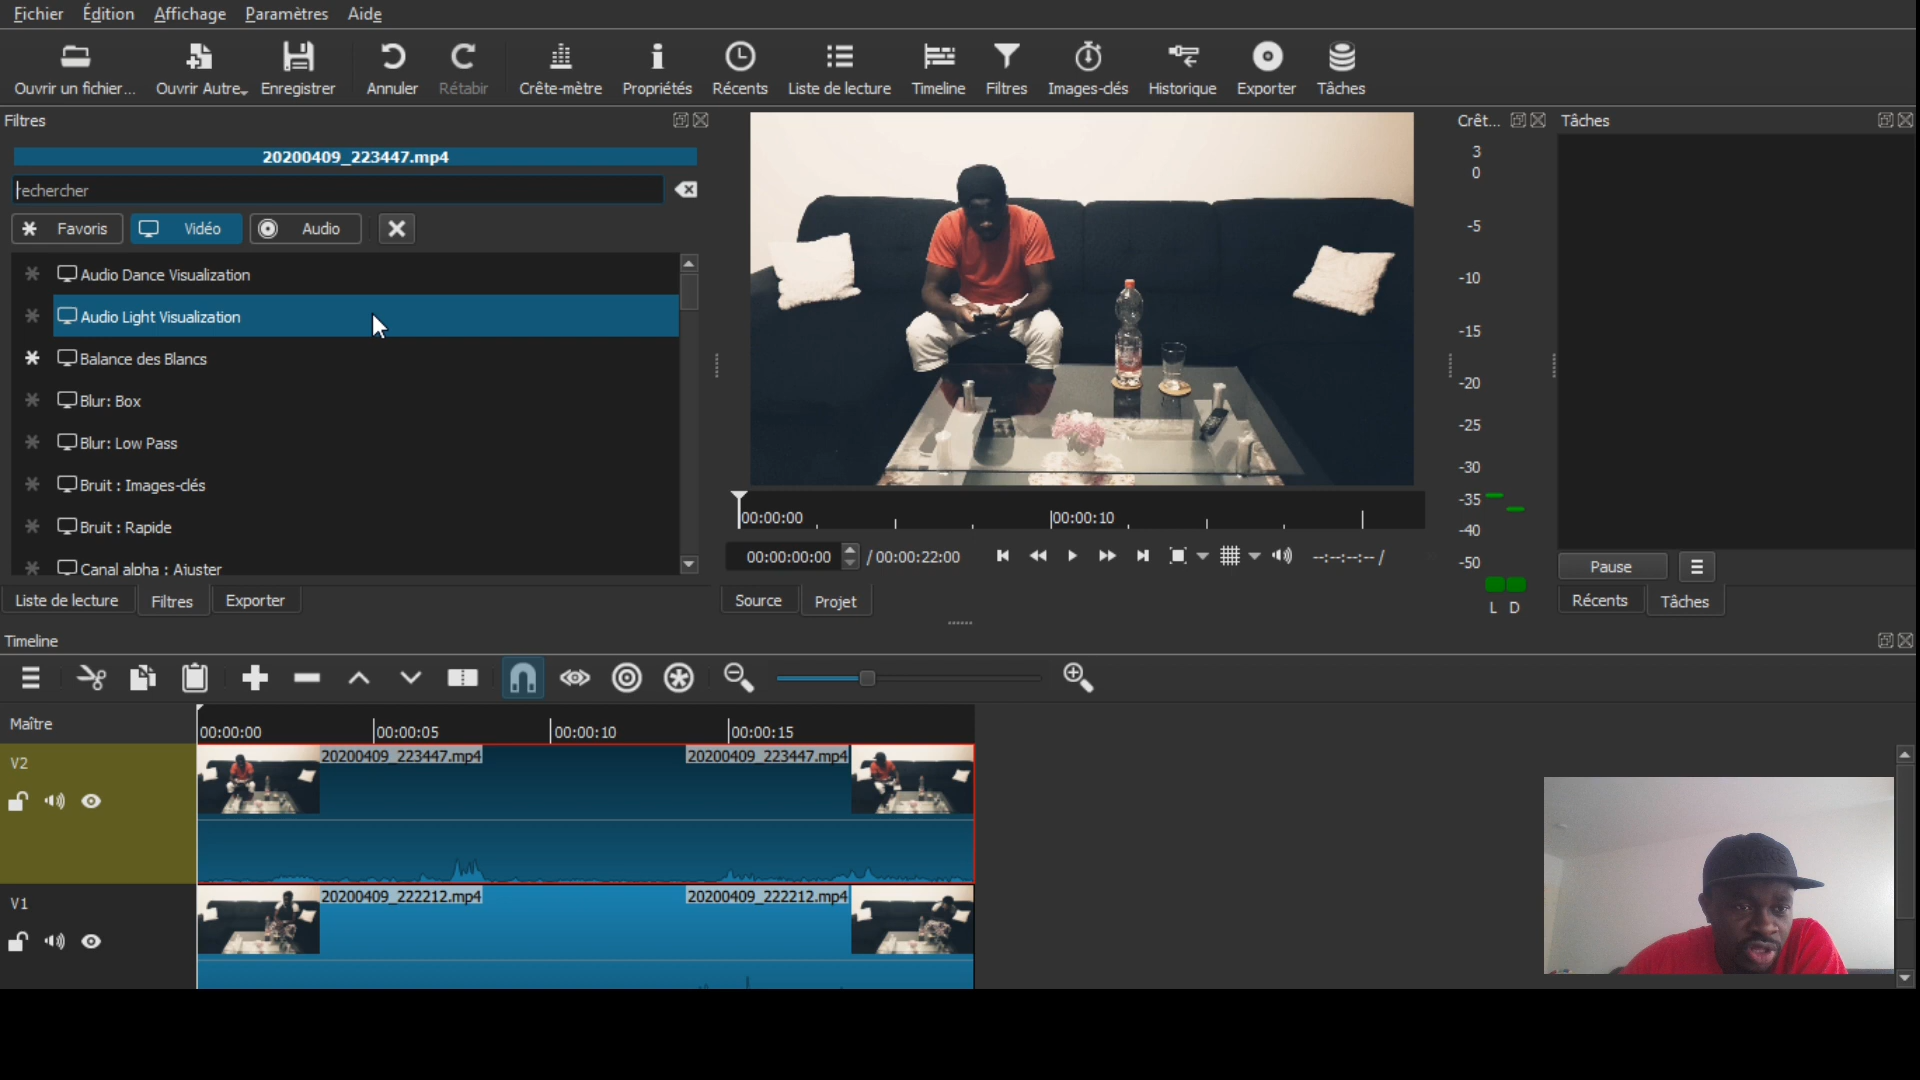 Fichier Édition Affichage Paramètres Aide
Ouvrir un fichier... Ouvrir Autre Enregistrer Annuler Rétabir Crête-mètre Propriétés Récents Liste de lecture Timeline Filtres Images-clés Historique Exporter Tâches
Filtres
20200409_223447.mp4
rechercher
Favoris Vidéo Audio
Audio Dance Visualization
Audio Light Visualization
Balance des Blancs
Blur: Box
Blur: Low Pass
Bruit : Images-clés
Bruit : Rapide
Canal alpha : Ajuster
Liste de lecture Filtres Exporter
00:00:00 00:00:10
00:00:00:00 / 00:00:22:00 --:--:--:-- /
Source Projet
Crêt...
3
0
-5
-10
-15
-20
-25
-30
-35
-40
-50
L D
Tâches
Pause
Récents Tâches
Timeline
Maître
00:00:00 00:00:05 00:00:10 00:00:15
V2
20200409_223447.mp4 20200409_223447.mp4
V1
20200409_222212.mp4 20200409_222212.mp4